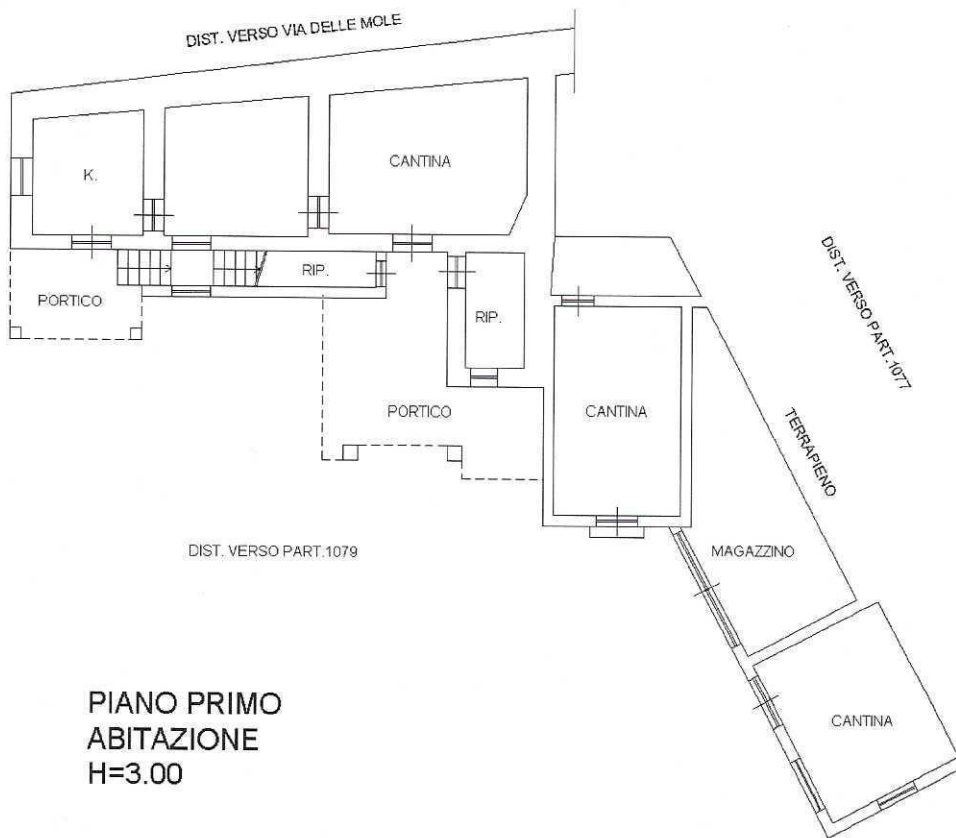 DIST. VERSO VIA DELLE MOLE
CANTINA
K.
RIP.
PORTICO
RIP.
DIST. VERSO PART.1077
CANTINA
PORTICO
TERRAPIENO
DIST. VERSO PART.1079
MAGAZZINO
CANTINA
PIANO PRIMO
ABITAZIONE
H=3.00